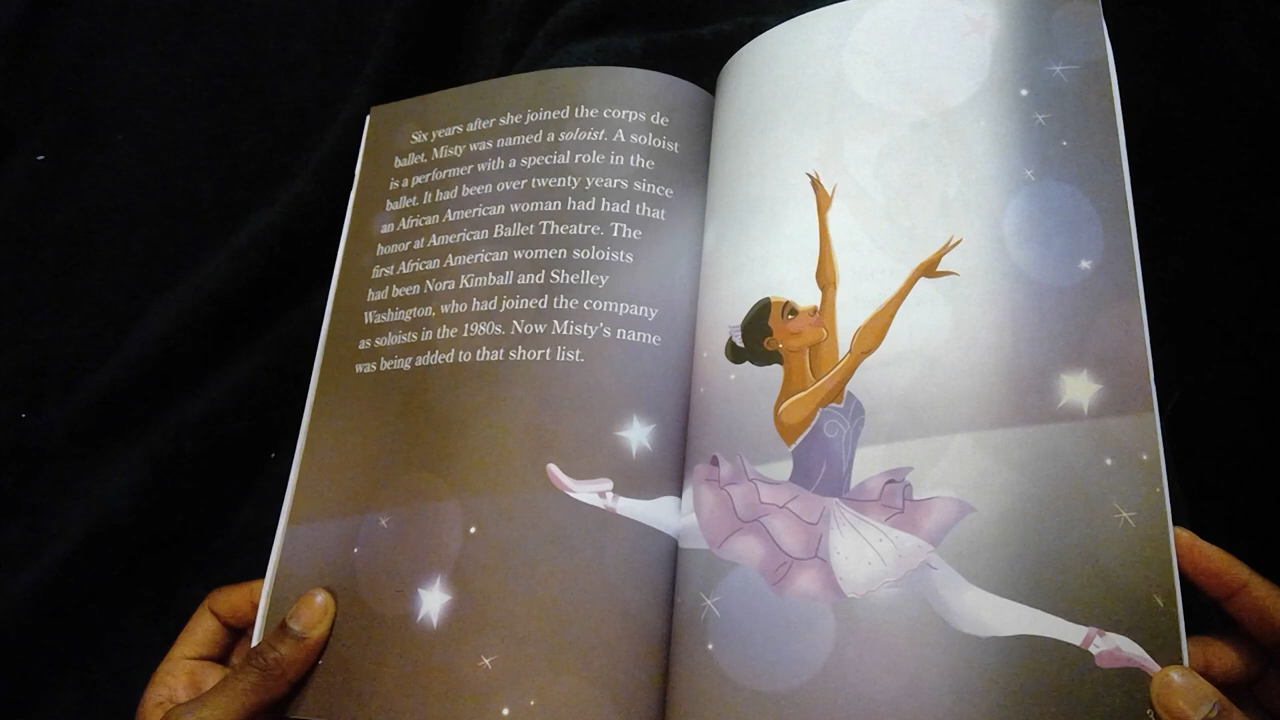 Six years after she joined the corps de
ballet, Misty was named a soloist. A soloist
is a performer with a special role in the
ballet. It had been over twenty years since
an African American woman had had that
honor at American Ballet Theatre. The
first African American women soloists
had been Nora Kimball and Shelley
Washington, who had joined the company
as soloists in the 1980s. Now Misty's name
was being added to that short list.